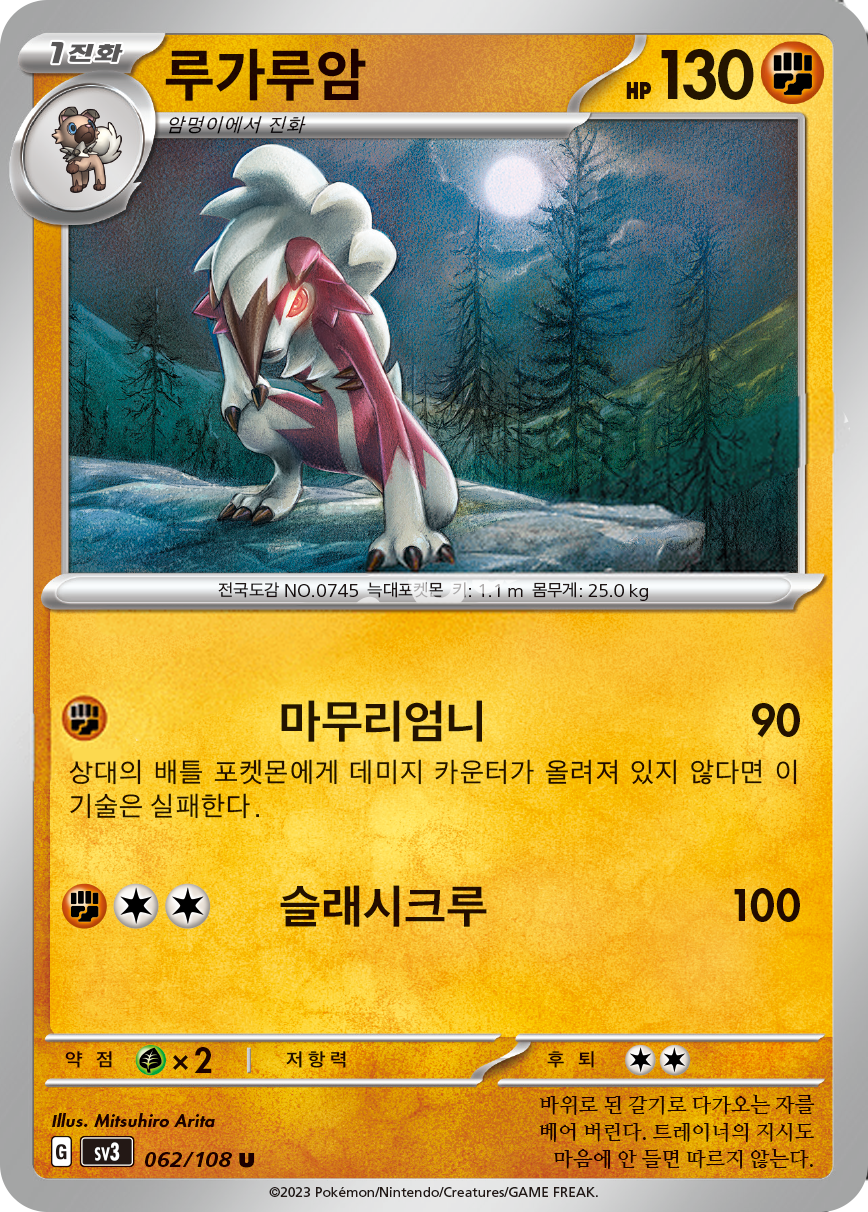 1진화
루가루암
HP 130
암멍이에서 진화
전국도감 NO.0745 늑대포켓몬 키: 1.1 m 몸무게: 25.0 kg
마무리엄니 90
상대의 배틀 포켓몬에게 데미지 카운터가 올려져 있지 않다면 이
기술은 실패한다.
슬래시크루 100
약점 ×2 저항력 후퇴
바위로 된 갈기로 다가오는 자를
베어 버린다. 트레이너의 지시도
마음에 안 들면 따르지 않는다.
Illus. Mitsuhiro Arita
G sv3 062/108 U
©2023 Pokémon/Nintendo/Creatures/GAME FREAK.